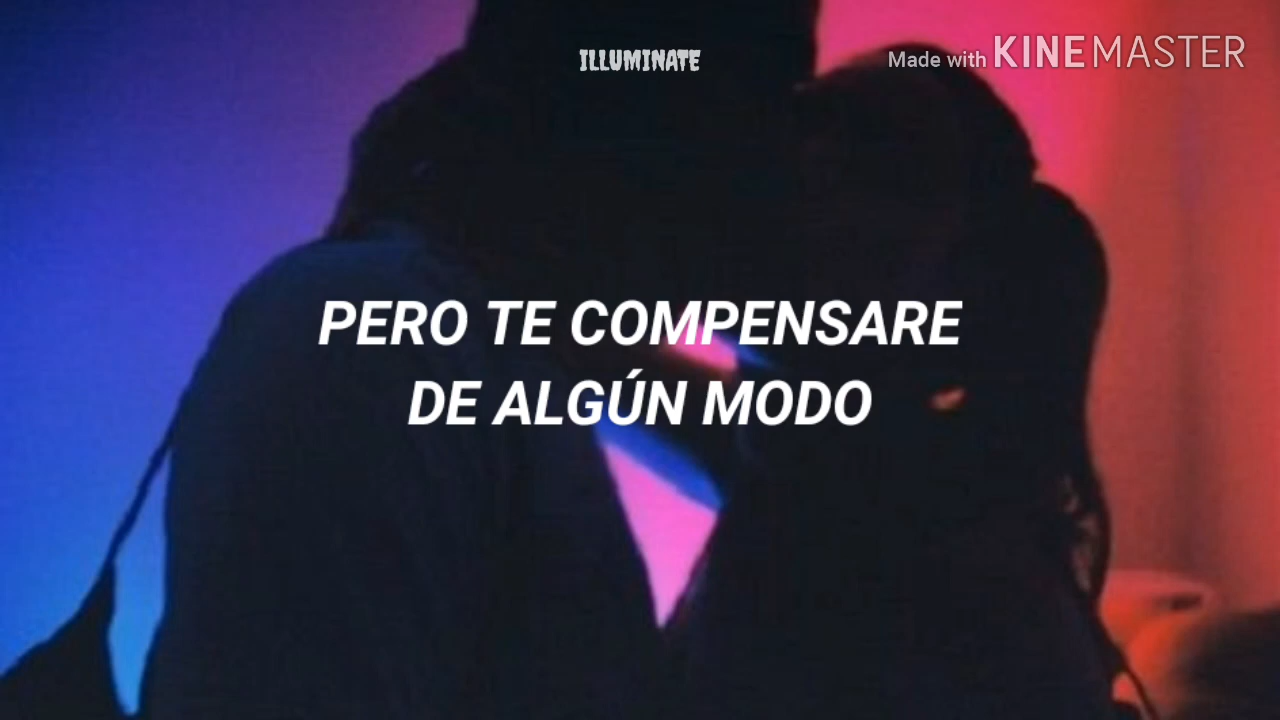 ILLUMINATE
Made with KINEMASTER
PERO TE COMPENSARE
DE ALGÚN MODO